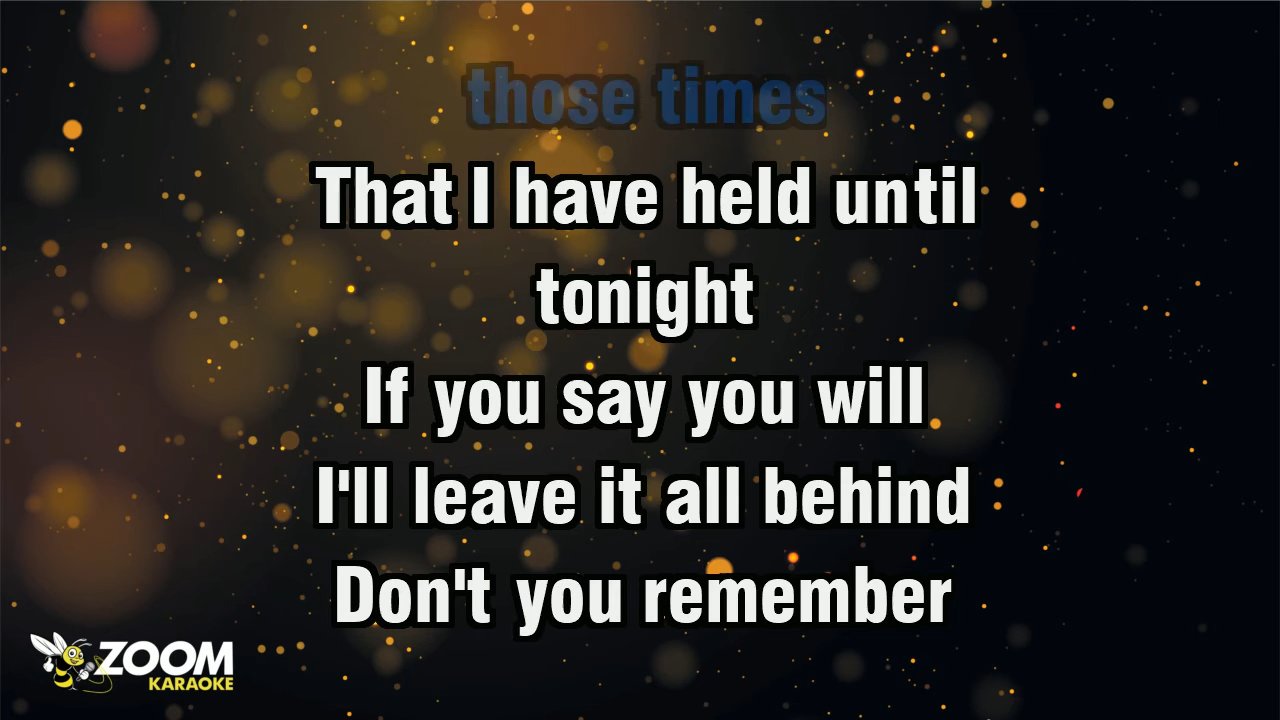 those times
That I have held until
tonight
If you say you will
I'll leave it all behind
Don't you remember
ZOOM
KARAOKE